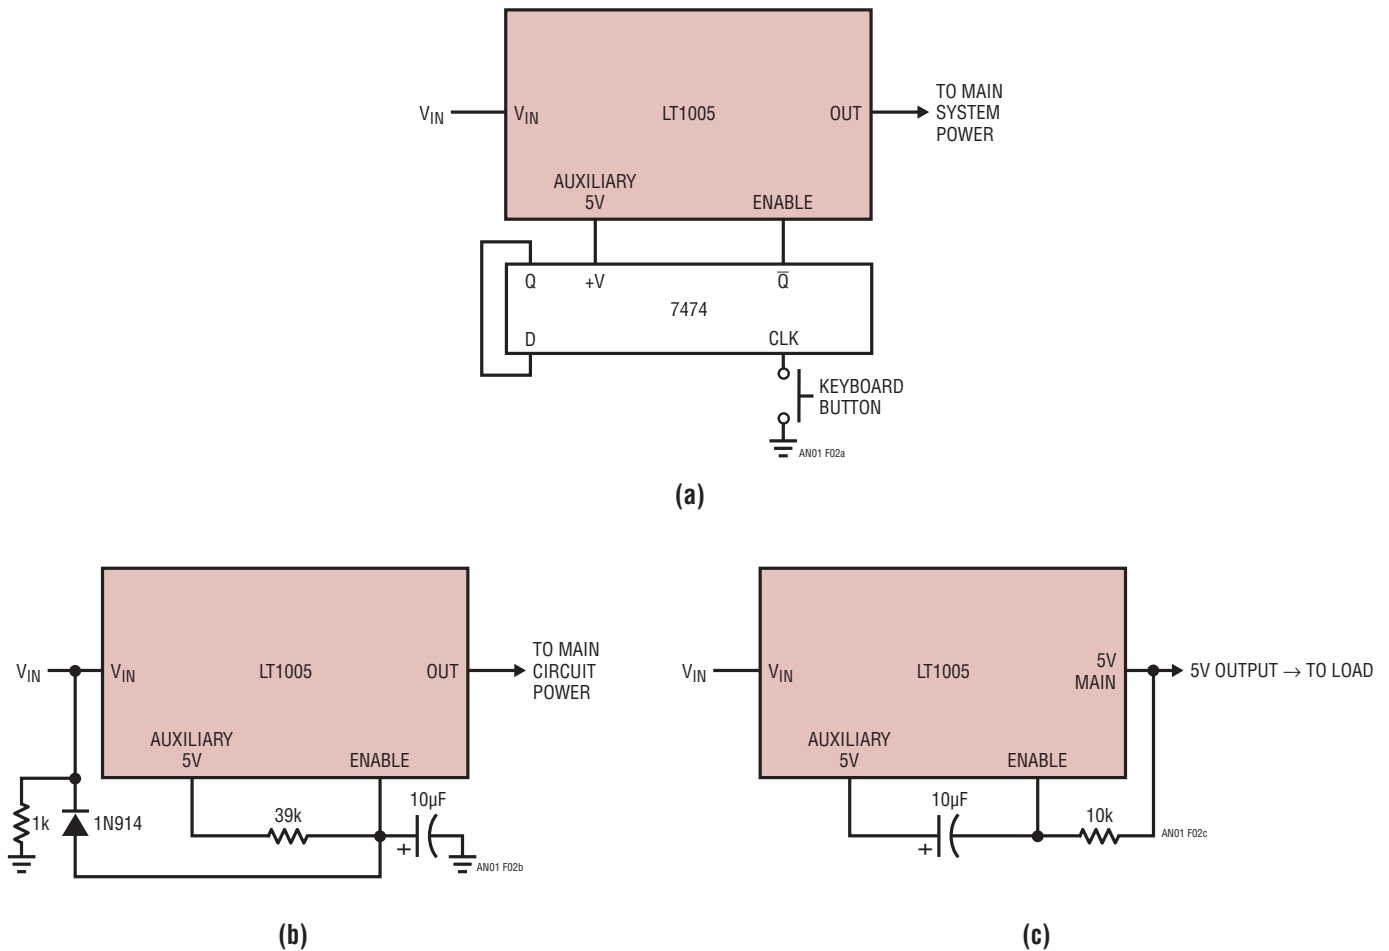 V_IN
V_IN
LT1005
OUT
TO MAIN
SYSTEM
POWER
AUXILIARY
5V
ENABLE
Q
+V
Q̅
7474
D
CLK
KEYBOARD
BUTTON
AN01 F02a
(a)
V_IN
V_IN
LT1005
OUT
TO MAIN
CIRCUIT
POWER
AUXILIARY
5V
ENABLE
1k
1N914
39k
10µF
+
AN01 F02b
(b)
V_IN
V_IN
LT1005
5V
MAIN
5V OUTPUT → TO LOAD
AUXILIARY
5V
ENABLE
10µF
+
10k
AN01 F02c
(c)